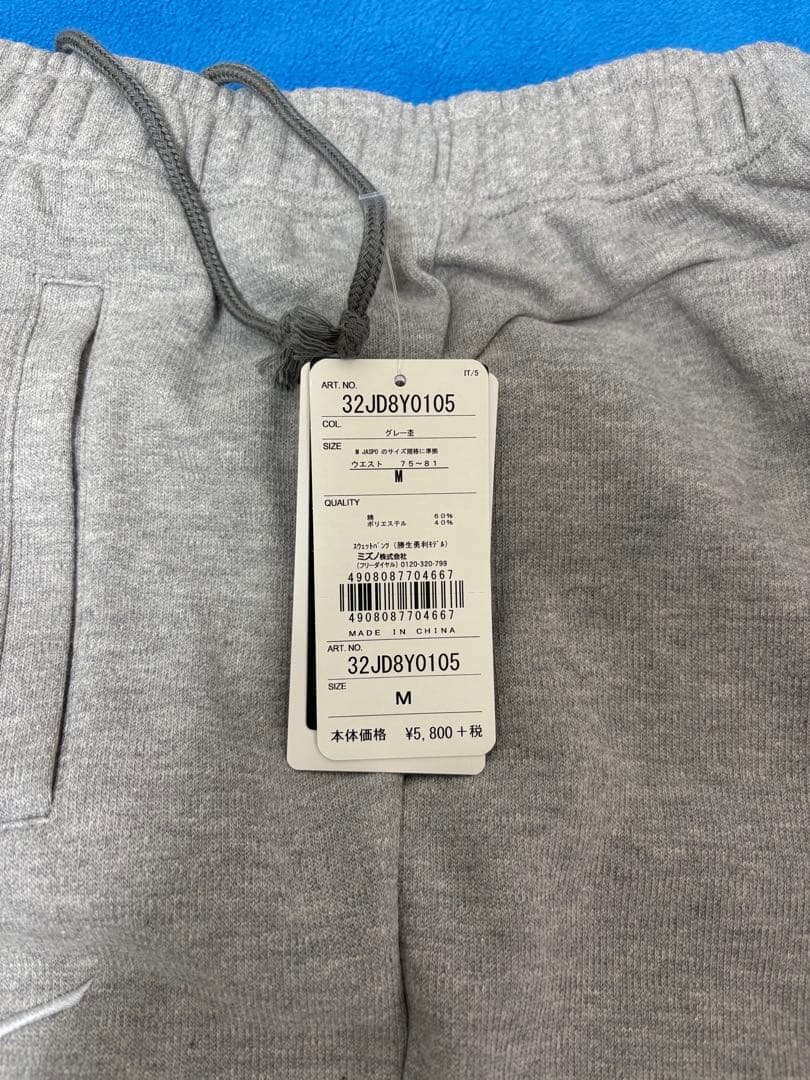 IT/5
ART. NO.
32JD8Y0105
COL.
グレー杢
SIZE
M JASPO のサイズ規格に準拠
ウエスト 75～81
M
QUALITY
綿 60%
ポリエステル 40%
スウェットパンツ (勝生勇利モデル)
ミズノ株式会社
(フリーダイヤル) 0120-320-799
4908087704667
4908087704667
MADE IN CHINA
ART. NO.
32JD8Y0105
SIZE
M
本体価格 ¥5,800+税